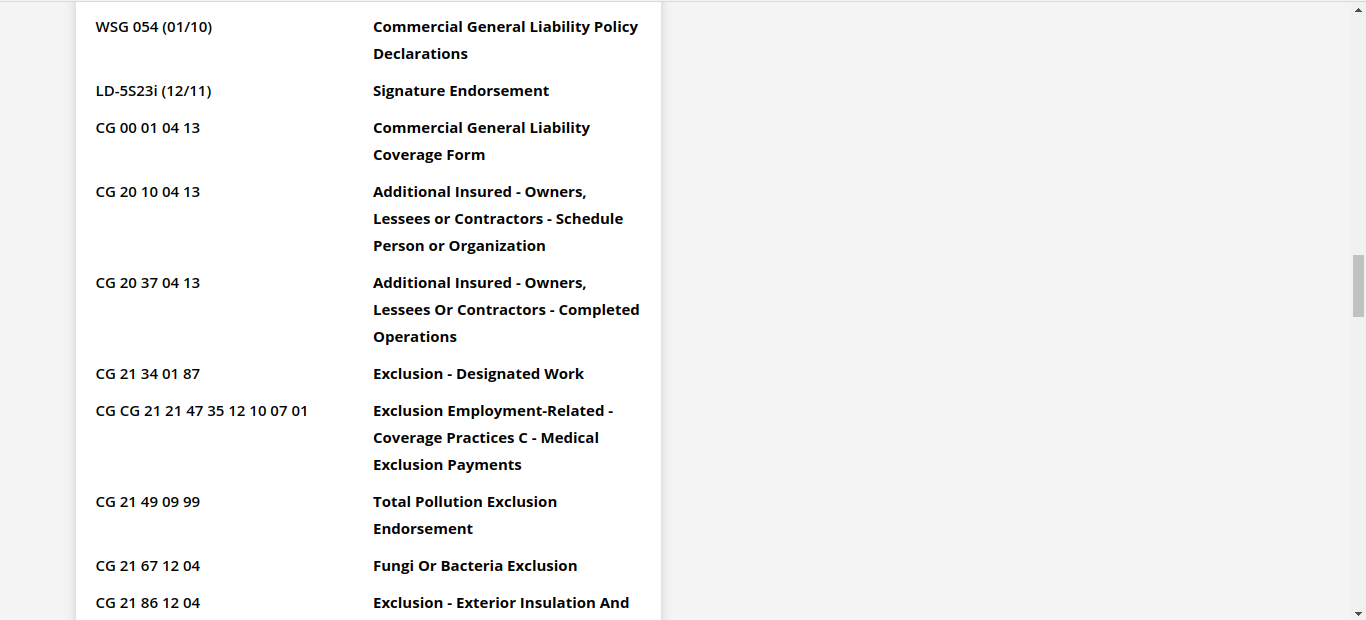 WSG 054 (01/10) Commercial General Liability Policy
Declarations
LD-5S23i (12/11) Signature Endorsement
CG 00 01 04 13 Commercial General Liability
Coverage Form
CG 20 10 04 13 Additional Insured - Owners,
Lessees or Contractors - Schedule
Person or Organization
CG 20 37 04 13 Additional Insured - Owners,
Lessees Or Contractors - Completed
Operations
CG 21 34 01 87 Exclusion - Designated Work
CG CG 21 21 47 35 12 10 07 01 Exclusion Employment-Related -
Coverage Practices C - Medical
Exclusion Payments
CG 21 49 09 99 Total Pollution Exclusion
Endorsement
CG 21 67 12 04 Fungi Or Bacteria Exclusion
CG 21 86 12 04 Exclusion - Exterior Insulation And